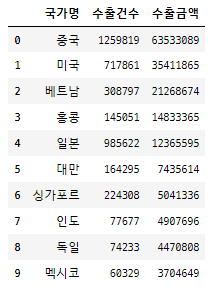 국가명 수출건수 수출금액
0 중국 1259819 63533089
1 미국 717861 35411865
2 베트남 308797 21268674
3 홍콩 145051 14833365
4 일본 985622 12365595
5 대만 164295 7435614
6 싱가포르 224308 5041336
7 인도 77677 4907696
8 독일 74233 4470808
9 멕시코 60329 3704649